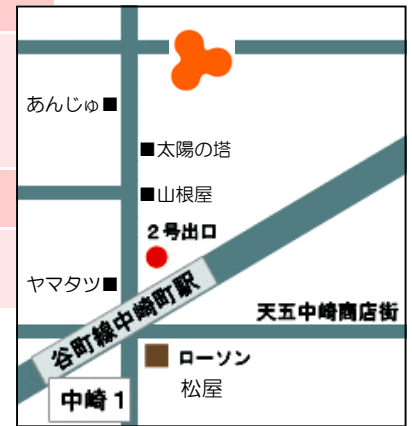 あんじゅ■
■太陽の塔
■山根屋
2号出口
ヤマタツ■
谷町線中崎町駅
天五中崎商店街
ローソン
松屋
中崎1